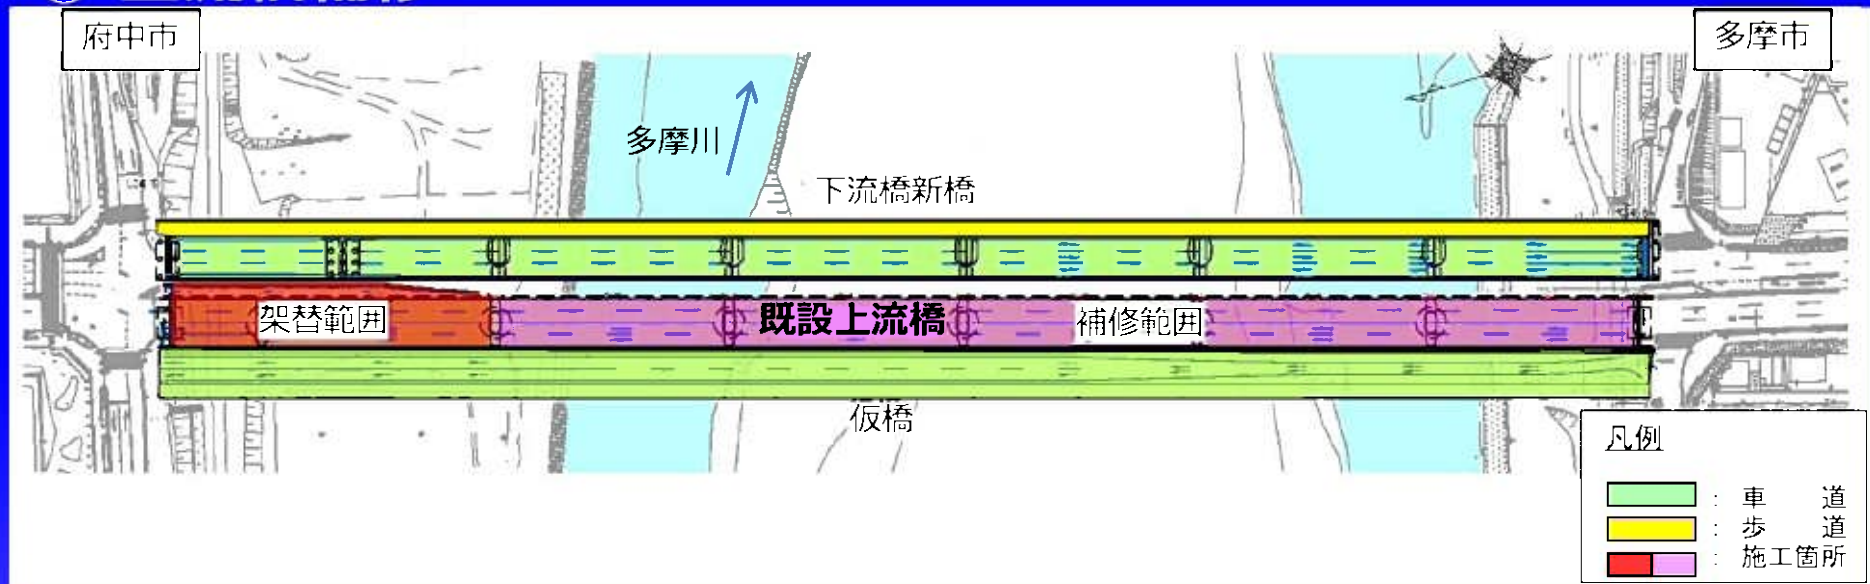 府中市
多摩市
多摩川
下流橋新橋
架替範囲
既設上流橋
補修範囲
仮橋
凡例
: 車 道
: 歩 道
: 施工箇所